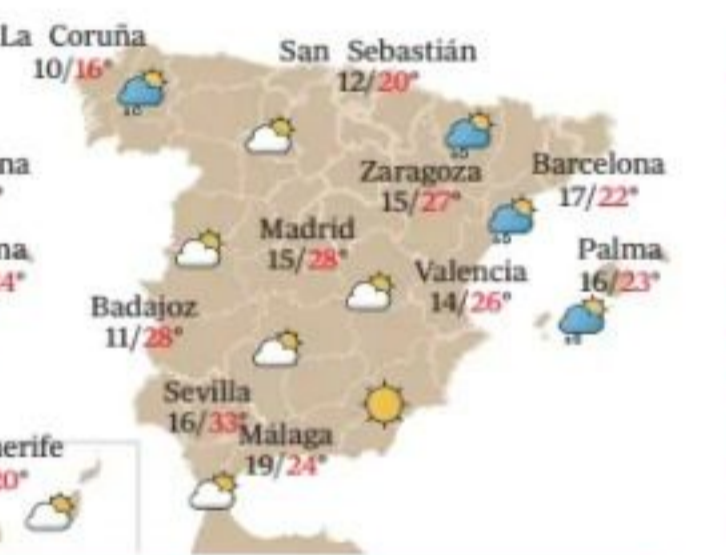 La Coruña
10/16°
San Sebastián
12/20°
Zaragoza
15/27°
Barcelona
17/22°
Madrid
15/28°
Palma
16/23°
Valencia
14/26°
Badajoz
11/28°
Sevilla
16/33°
Málaga
19/24°